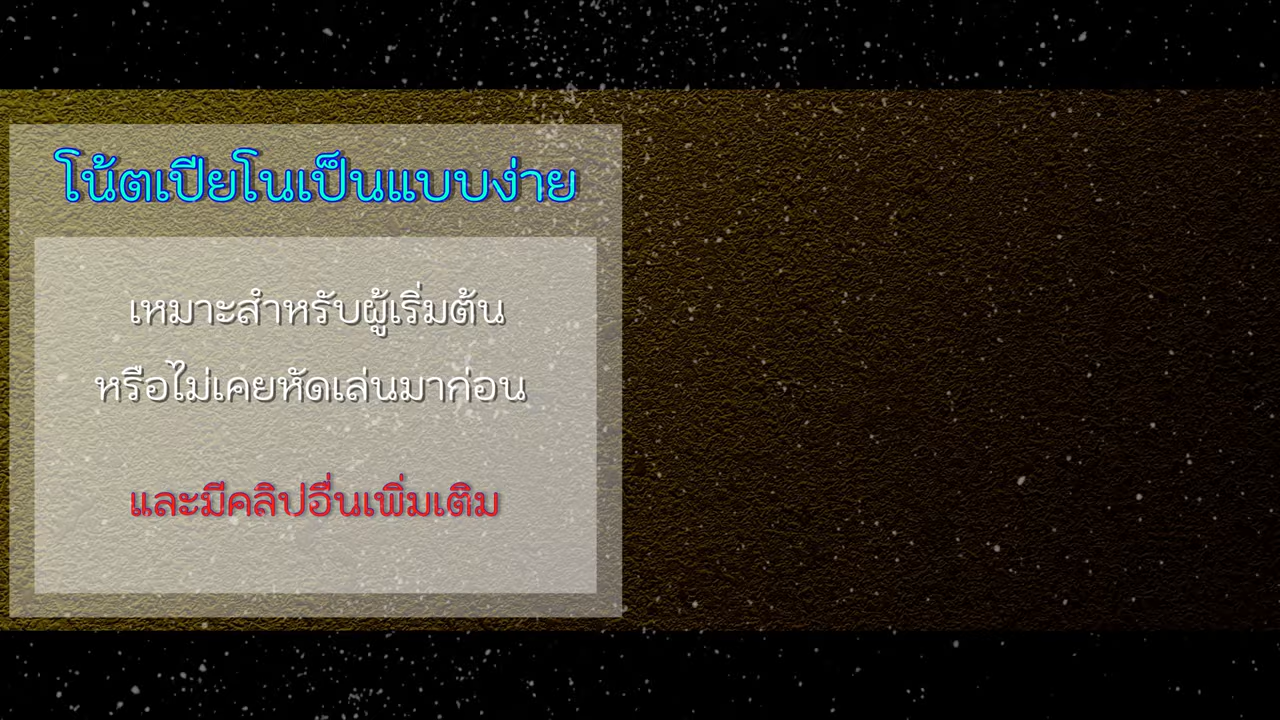 โน้ตเปียโนเป็นแบบง่าย
เหมาะสำหรับผู้เริ่มต้น
หรือไม่เคยหัดเล่นมาก่อน
และมีคลิปอื่นเพิ่มเติม